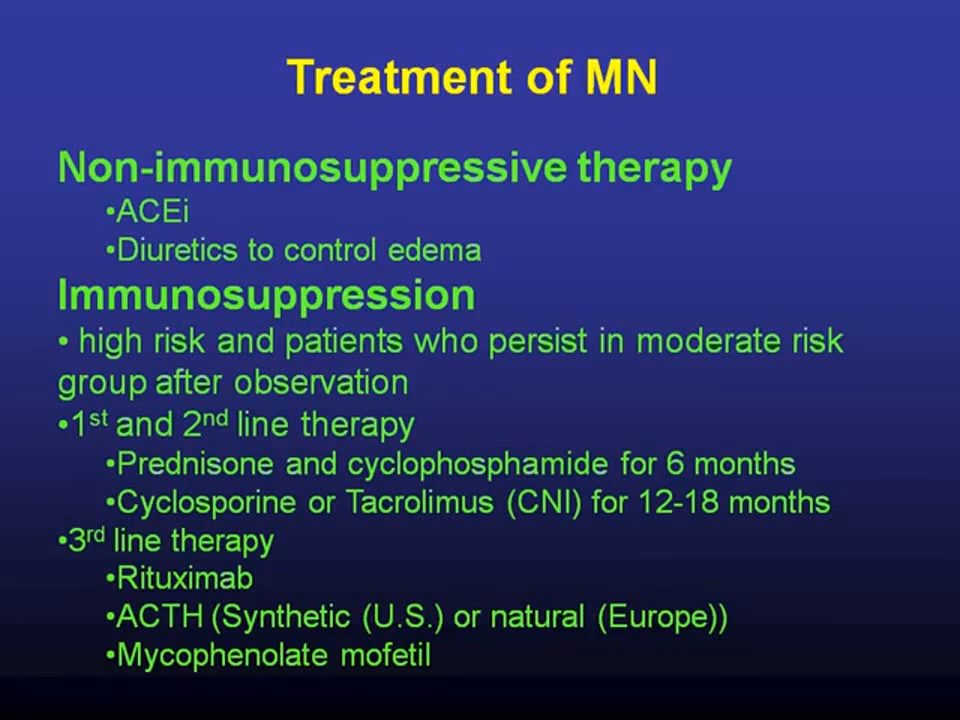 Treatment of MN
Non-immunosuppressive therapy
•ACEi
•Diuretics to control edema
Immunosuppression
• high risk and patients who persist in moderate risk
group after observation
•1st and 2nd line therapy
•Prednisone and cyclophosphamide for 6 months
•Cyclosporine or Tacrolimus (CNI) for 12-18 months
•3rd line therapy
•Rituximab
•ACTH (Synthetic (U.S.) or natural (Europe))
•Mycophenolate mofetil